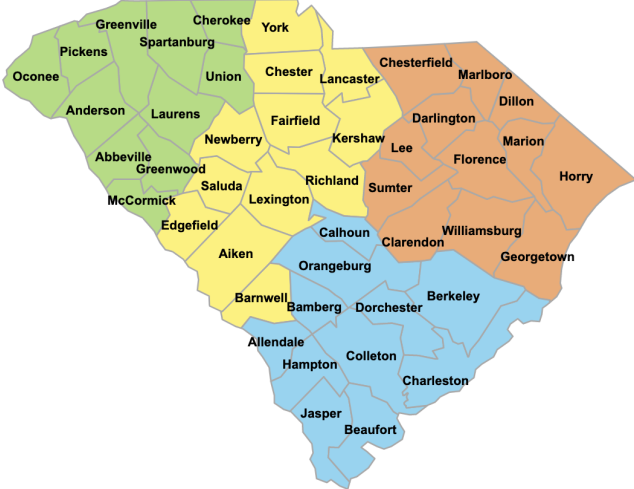 Cherokee
Greenville
York
Spartanburg
Pickens
Chesterfield
Oconee
Union
Chester
Lancaster
Marlboro
Dillon
Anderson
Laurens
Fairfield
Darlington
Newberry
Kershaw
Marion
Lee
Abbeville
Florence
Greenwood
Horry
Richland
Saluda
Sumter
McCormick
Lexington
Edgefield
Calhoun
Williamsburg
Clarendon
Aiken
Georgetown
Orangeburg
Barnwell
Berkeley
Bamberg
Dorchester
Allendale
Colleton
Hampton
Charleston
Jasper
Beaufort